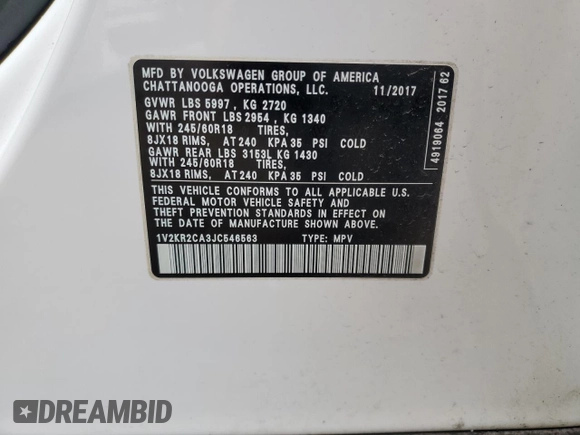 MFD BY VOLKSWAGEN GROUP OF AMERICA
CHATTANOOGA OPERATIONS, LLC. 11/2017
GVWR LBS 5997 , KG 2720
GAWR FRONT LBS 2954 , KG 1340
WITH 245/60R18 TIRES,
8JX18 RIMS, AT 240 KPA 35 PSI COLD
GAWR REAR LBS 3153L KG 1430
WITH 245/60R18 TIRES,
8JX18 RIMS, AT 240 KPA 35 PSI COLD
THIS VEHICLE CONFORMS TO ALL APPLICABLE U.S.
FEDERAL MOTOR VEHICLE SAFETY AND
THEFT PREVENTION STANDARDS IN EFFECT ON
THE DATE OF MANUFACTURE SHOWN ABOVE.
1V2KR2CA3JC546563 TYPE: MPV
4919064 2017 62
DREAMBID